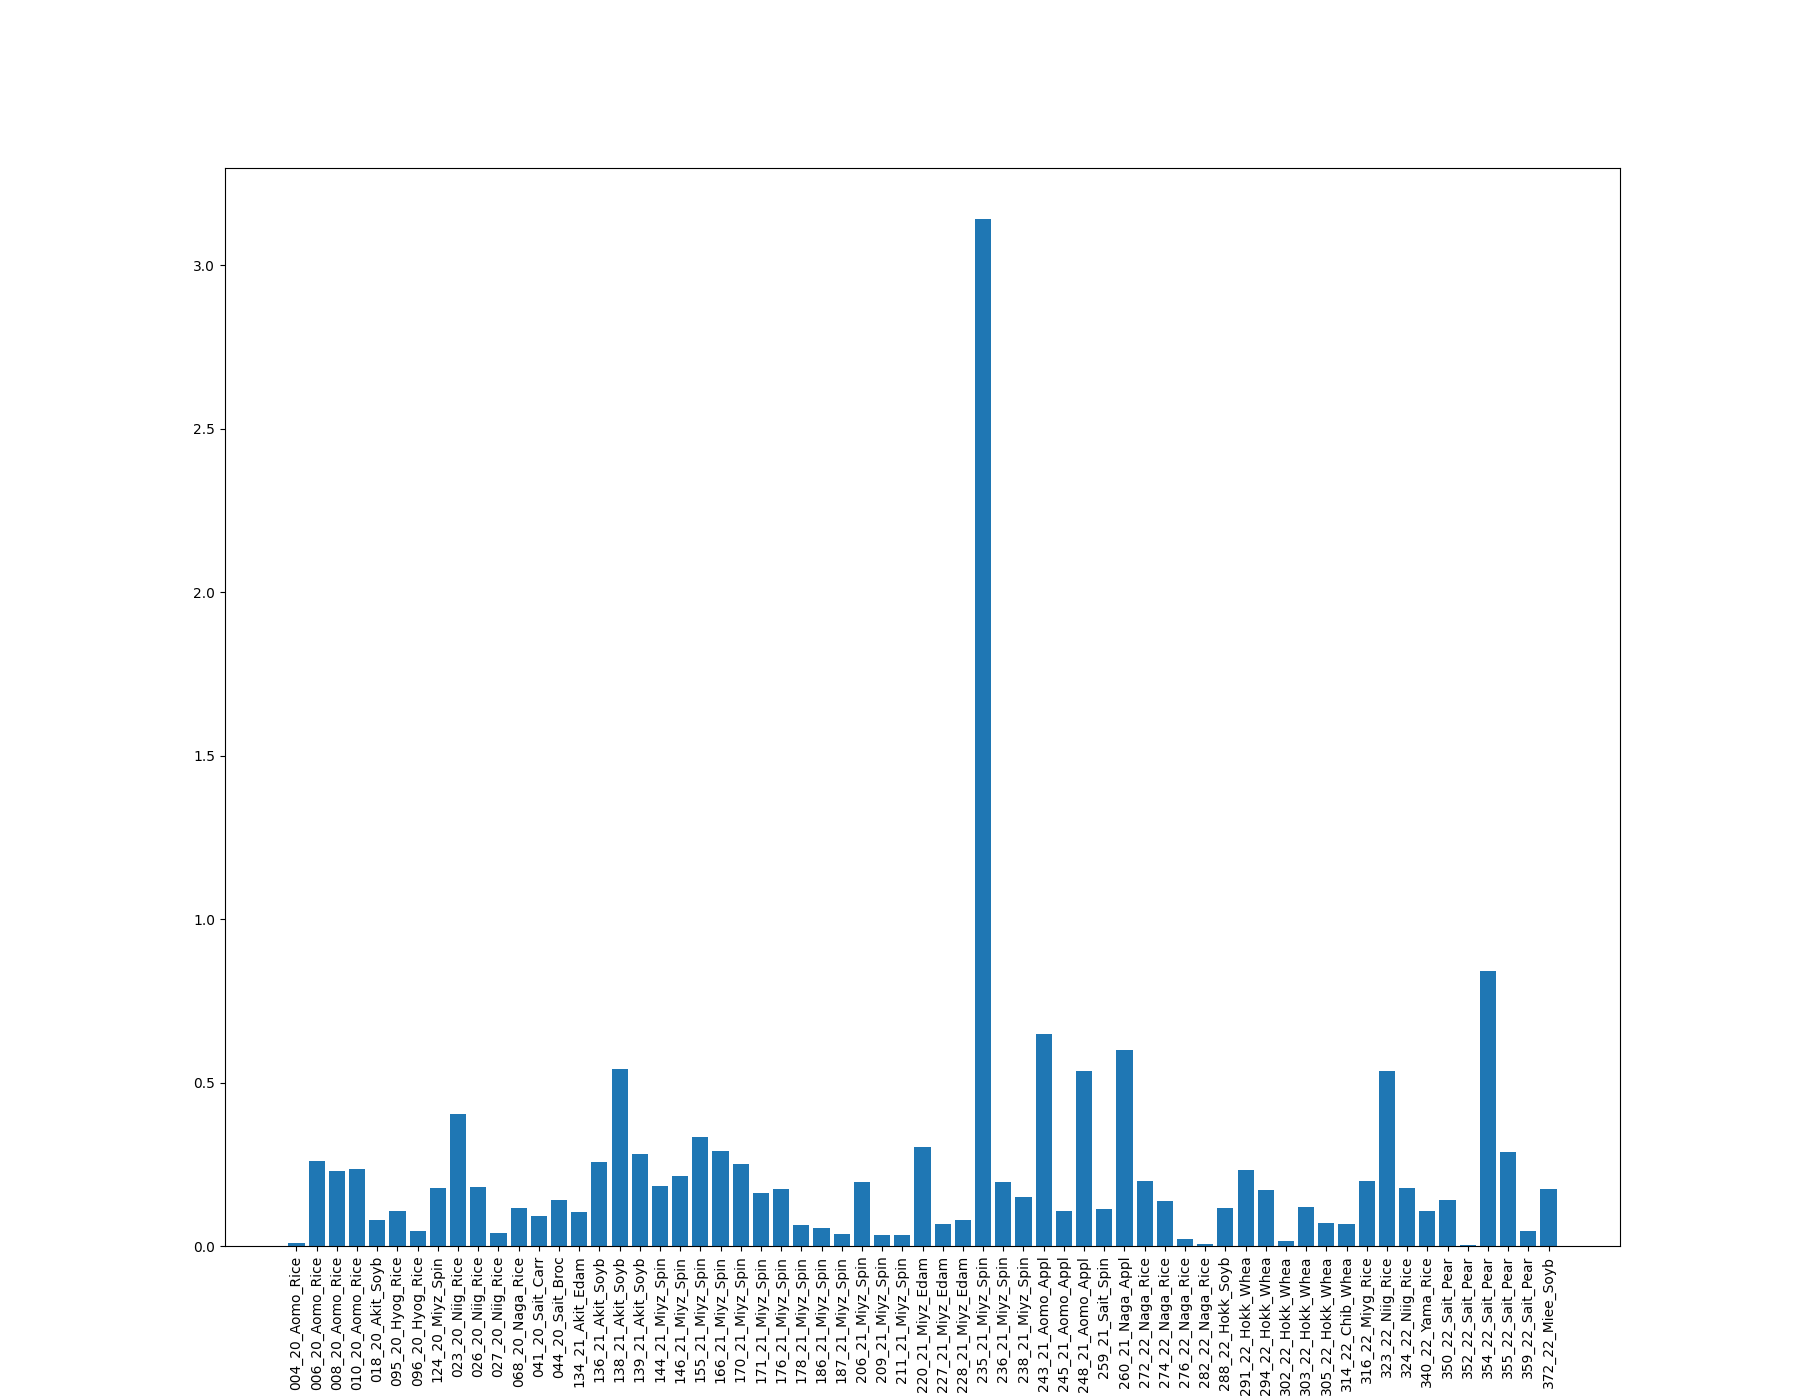 3.0
2.5
2.0
1.5
1.0
0.5
0.0
004_20_Aomo_Rice
006_20_Aomo_Rice
008_20_Aomo_Rice
010_20_Aomo_Rice
018_20_Akit_Soyb
095_20_Hyog_Rice
096_20_Hyog_Rice
124_20_Miyz_Spin
023_20_Niig_Rice
026_20_Niig_Rice
027_20_Niig_Rice
068_20_Naga_Rice
041_20_Sait_Carr
044_20_Sait_Broc
134_21_Akit_Edam
136_21_Akit_Soyb
138_21_Akit_Soyb
139_21_Akit_Soyb
144_21_Miyz_Spin
146_21_Miyz_Spin
155_21_Miyz_Spin
166_21_Miyz_Spin
170_21_Miyz_Spin
171_21_Miyz_Spin
176_21_Miyz_Spin
178_21_Miyz_Spin
186_21_Miyz_Spin
187_21_Miyz_Spin
206_21_Miyz_Spin
209_21_Miyz_Spin
211_21_Miyz_Spin
220_21_Miyz_Edam
227_21_Miyz_Edam
228_21_Miyz_Edam
235_21_Miyz_Spin
236_21_Miyz_Spin
238_21_Miyz_Spin
243_21_Aomo_Appl
245_21_Aomo_Appl
248_21_Aomo_Appl
259_21_Sait_Spin
260_21_Naga_Appl
272_22_Naga_Rice
274_22_Naga_Rice
276_22_Naga_Rice
282_22_Naga_Rice
288_22_Hokk_Soyb
291_22_Hokk_Whea
294_22_Hokk_Whea
302_22_Hokk_Whea
303_22_Hokk_Whea
305_22_Hokk_Whea
314_22_Chib_Whea
316_22_Miyg_Rice
323_22_Niig_Rice
324_22_Niig_Rice
340_22_Yama_Rice
350_22_Sait_Pear
352_22_Sait_Pear
354_22_Sait_Pear
355_22_Sait_Pear
359_22_Sait_Pear
372_22_Miee_Soyb